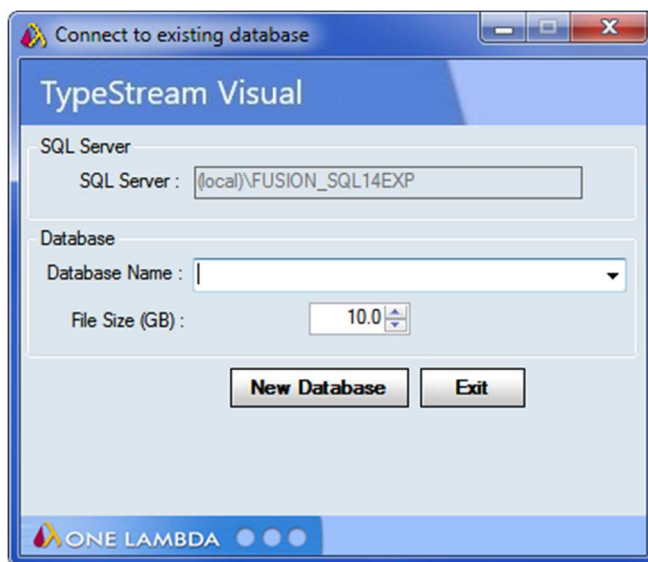 Connect to existing database
TypeStream Visual
SQL Server
SQL Server : (local)\FUSION_SQL14EXP
Database
Database Name :
File Size (GB) : 10.0
New Database Exit
ONE LAMBDA